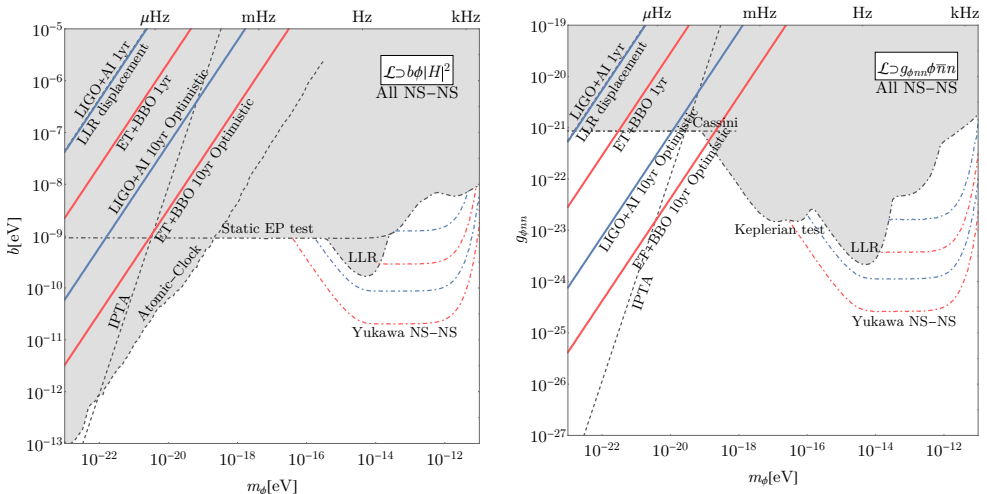 μHz mHz Hz kHz
10⁻⁵
10⁻⁶
10⁻⁷
10⁻⁸
10⁻⁹
10⁻¹⁰
10⁻¹¹
10⁻¹²
10⁻¹³
b[eV]
LIGO+AI 1yr
LLR displacement
ET+BBO 1yr
LIGO+AI 10yr Optimistic
ET+BBO 10yr Optimistic
ℒ⊃bϕ|H|²
All NS−NS
Static EP test
LLR
IPTA
Atomic−Clock
Yukawa NS−NS
10⁻²² 10⁻²⁰ 10⁻¹⁸ 10⁻¹⁶ 10⁻¹⁴ 10⁻¹²
m_ϕ[eV]
μHz mHz Hz kHz
10⁻¹⁹
10⁻²⁰
10⁻²¹
10⁻²²
10⁻²³
10⁻²⁴
10⁻²⁵
10⁻²⁶
10⁻²⁷
g_ϕnn
LIGO+AI 1yr
LLR displacement
ET+BBO 1yr
LIGO+AI 10yr Optimistic
ET+BBO 10yr Optimistic
ℒ⊃g_ϕnnϕn̅n
All NS−NS
Cassini
Keplerian test
LLR
IPTA
Yukawa NS−NS
10⁻²² 10⁻²⁰ 10⁻¹⁸ 10⁻¹⁶ 10⁻¹⁴ 10⁻¹²
m_ϕ[eV]